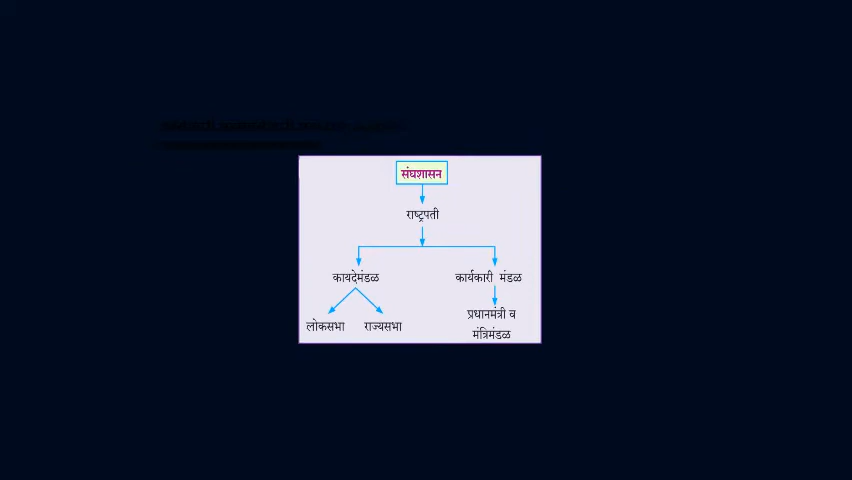 संघशासन
राष्ट्रपती
कायदेमंडळ कार्यकारी मंडळ
लोकसभा राज्यसभा प्रधानमंत्री व
मंत्रिमंडळ